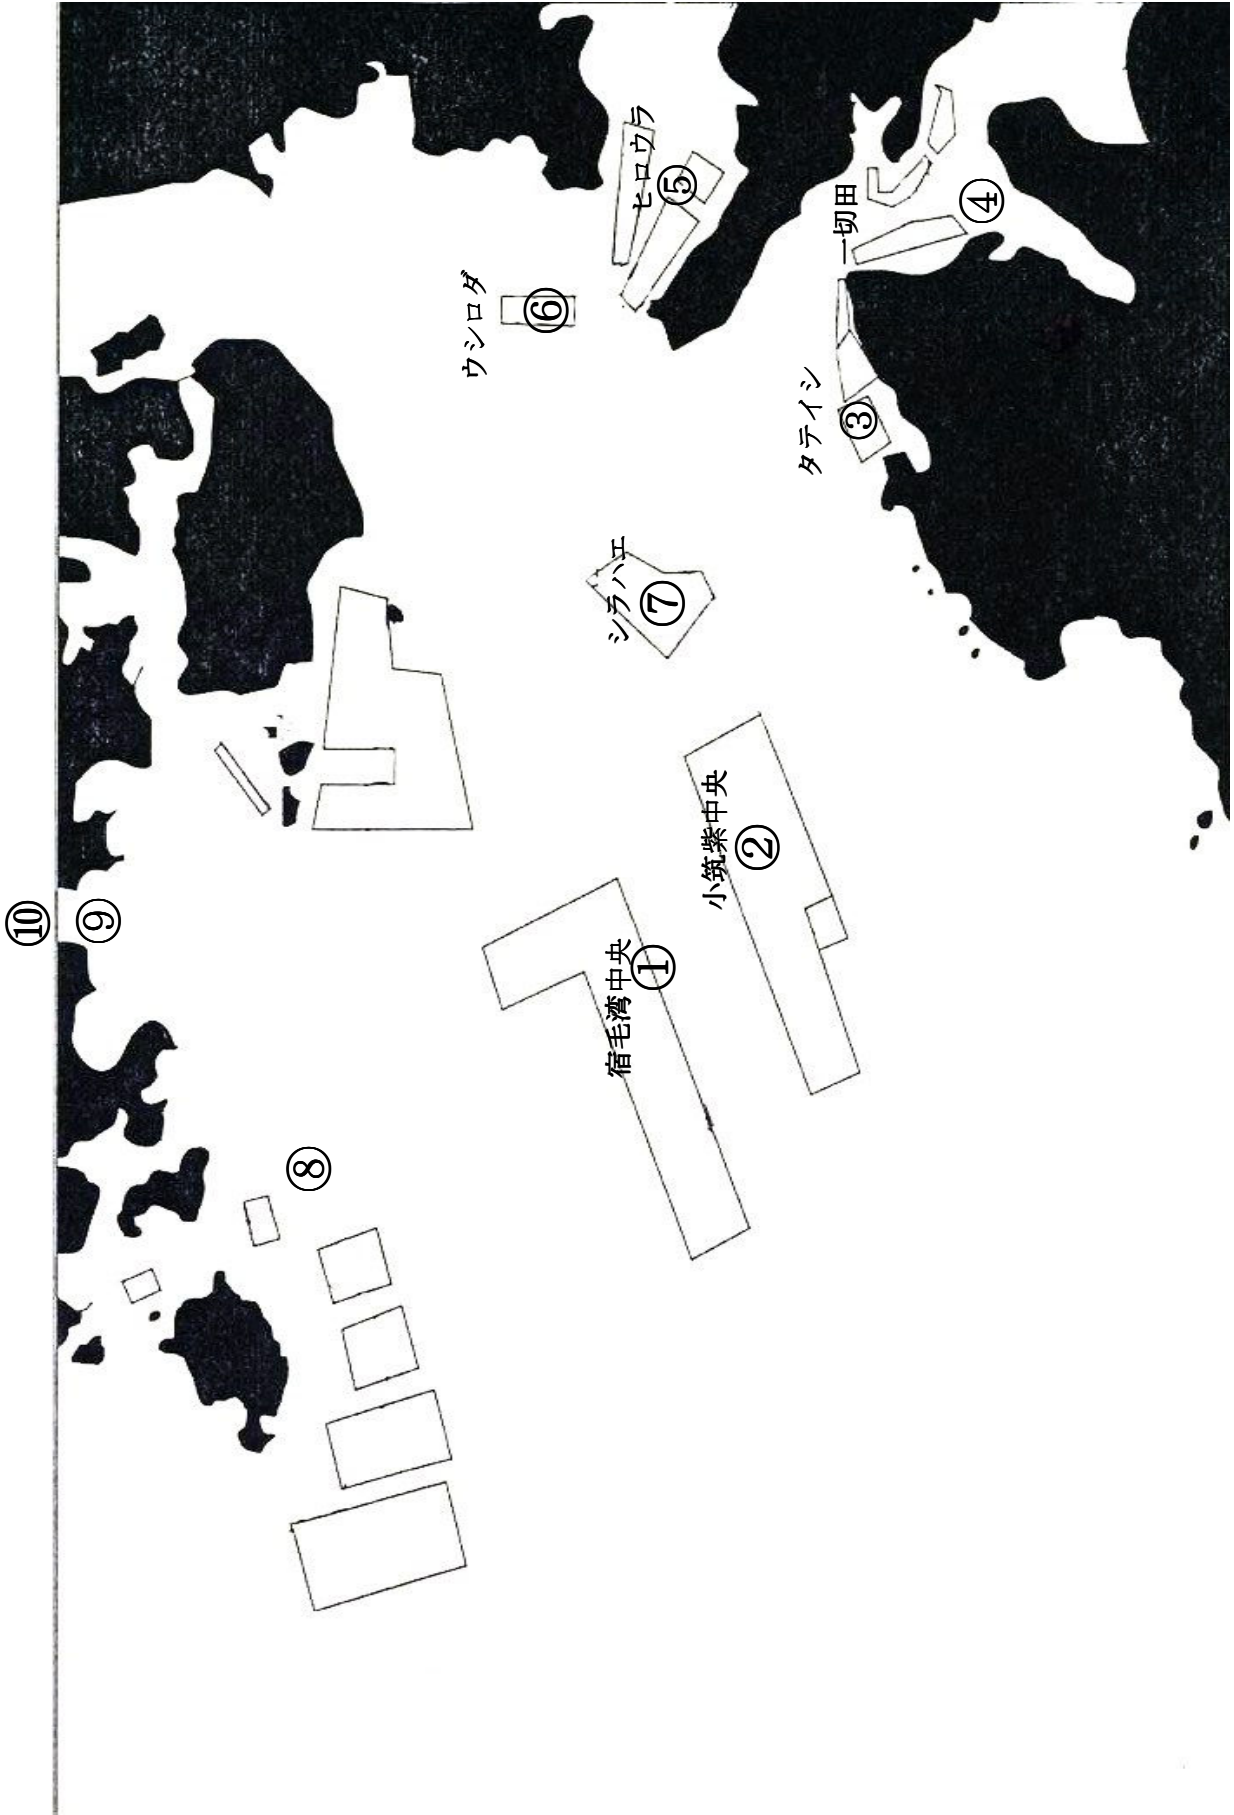 宿毛湾中央
①
小筑紫中央
②
タテイシ
③
一切田
④
ヒロウラ
⑤
ウシロダ
⑥
シラハエ
⑦
⑧
⑨
⑩